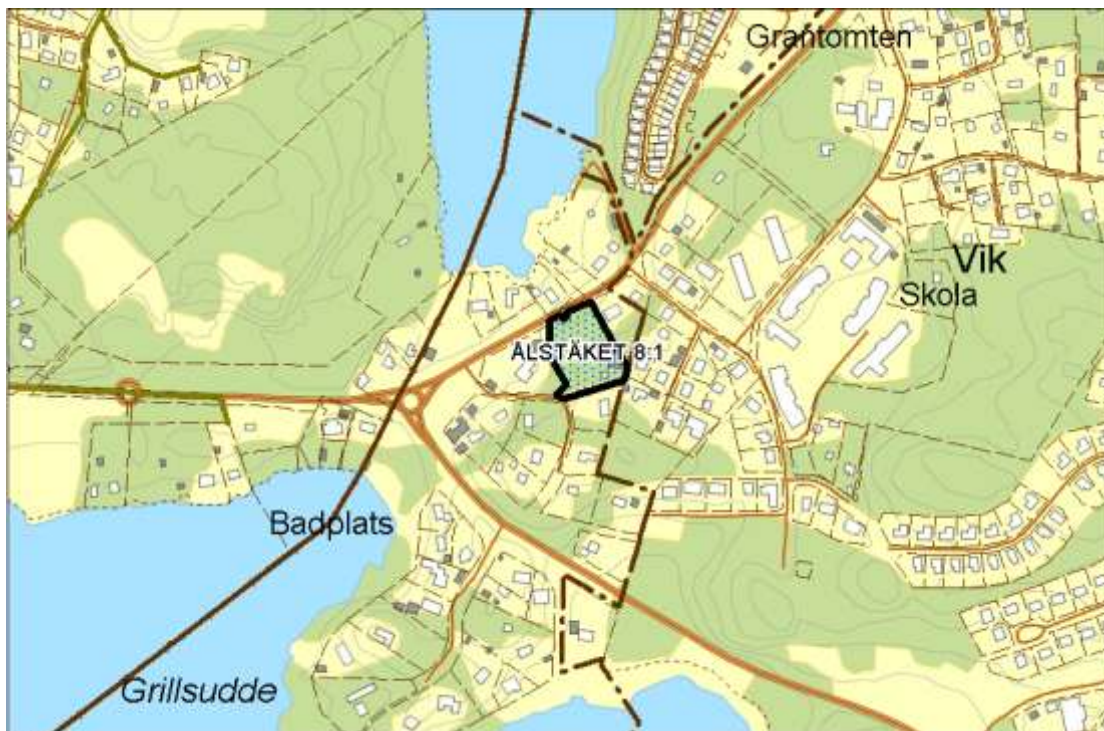 Grantomten
Vik
Skola
ÄLSTÄKET 8:1
Badplats
Grillsudde